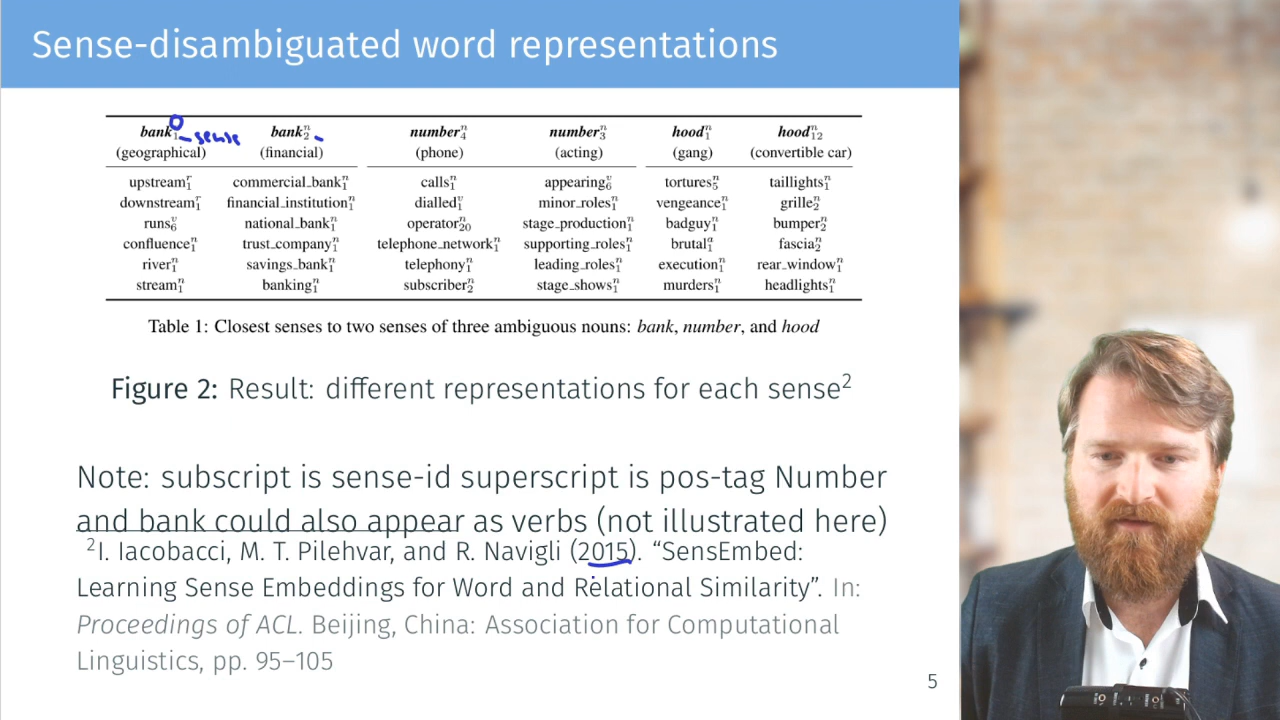 Sense-disambiguated word representations
bank₁ sense bank₂ⁿ number₄ⁿ number₃ⁿ hood₁ⁿ hood₁₂ⁿ
(geographical) (financial) (phone) (acting) (gang) (convertible car)
upstream₁ʳ commercial_bank₁ⁿ calls₁ⁿ appearing₆ᵛ tortures₅ⁿ taillights₁ⁿ
downstream₁ʳ financial_institution₁ⁿ dialled₁ᵛ minor_roles₁ⁿ vengeance₁ⁿ grille₂ⁿ
runs₆ᵛ national_bank₁ⁿ operator₂₀ⁿ stage_production₁ⁿ badguy₁ⁿ bumper₂ⁿ
confluence₁ⁿ trust_company₁ⁿ telephone_network₁ⁿ supporting_roles₁ⁿ brutal₁ᵃ fascia₂ⁿ
river₁ⁿ savings_bank₁ⁿ telephony₁ⁿ leading_roles₁ⁿ execution₁ⁿ rear_window₁ⁿ
stream₁ⁿ banking₁ⁿ subscriber₂ⁿ stage_shows₁ⁿ murders₁ⁿ headlights₁ⁿ
Table 1: Closest senses to two senses of three ambiguous nouns: bank, number, and hood
Figure 2: Result: different representations for each sense²
Note: subscript is sense-id superscript is pos-tag Number
and bank could also appear as verbs (not illustrated here)
²I. Iacobacci, M. T. Pilehvar, and R. Navigli (2015). “SensEmbed:
Learning Sense Embeddings for Word and Relational Similarity”. In:
Proceedings of ACL. Beijing, China: Association for Computational
Linguistics, pp. 95–105
5